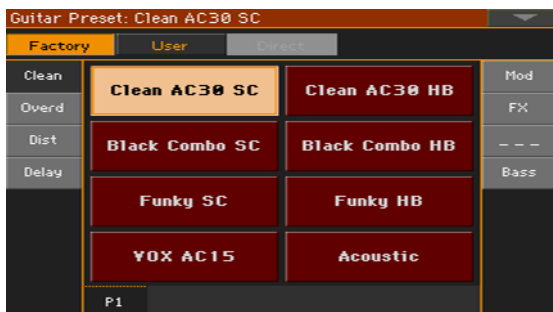 Guitar Preset: Clean AC30 SC
Factory User Direct
Clean
Overd
Dist
Delay
Clean AC30 SC Clean AC30 HB
Black Combo SC Black Combo HB
Funky SC Funky HB
VOX AC15 Acoustic
Mod
FX
---
Bass
P1